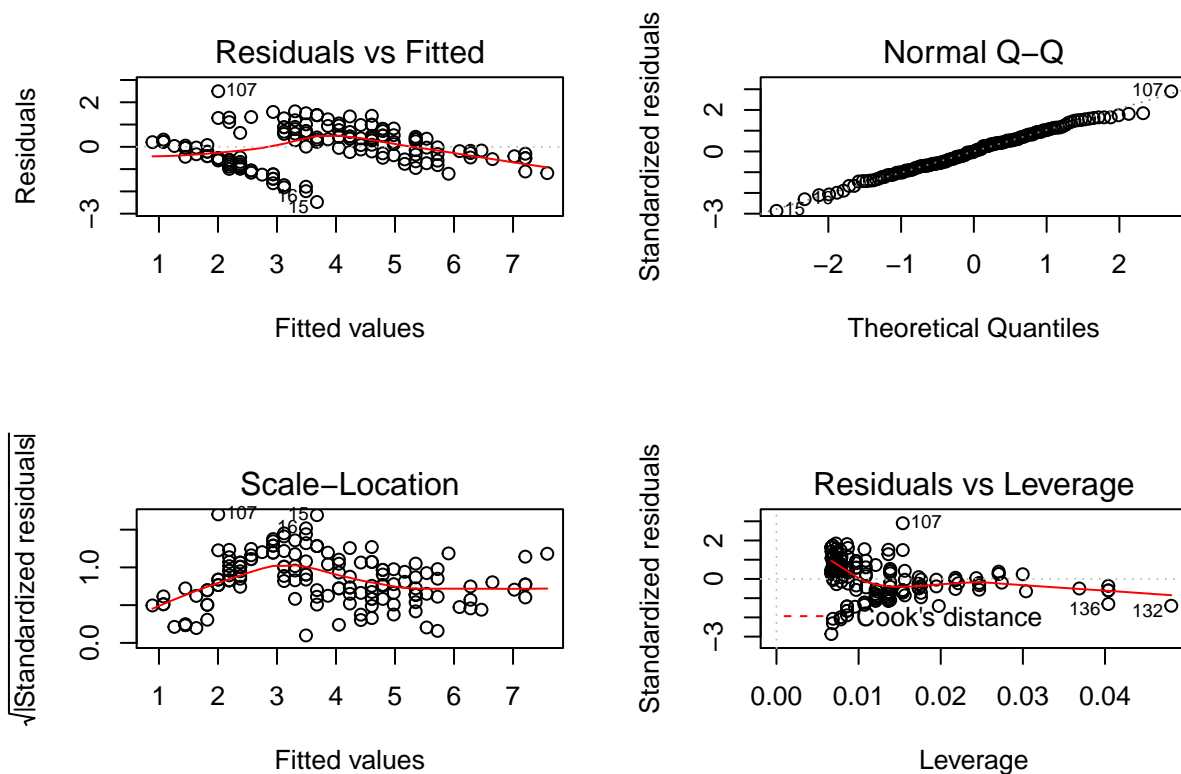 Residuals vs Fitted
Residuals
2
0
−3
107
16
15
1 2 3 4 5 6 7
Fitted values
Normal Q−Q
Standardized residuals
2
0
−3
107
15
16
−2 −1 0 1 2
Theoretical Quantiles
Scale−Location
√|Standardized residuals|
1.0
0.0
107
15
16
1 2 3 4 5 6 7
Fitted values
Residuals vs Leverage
Standardized residuals
2
0
−3
107
136
132
Cook's distance
0.00 0.01 0.02 0.03 0.04
Leverage